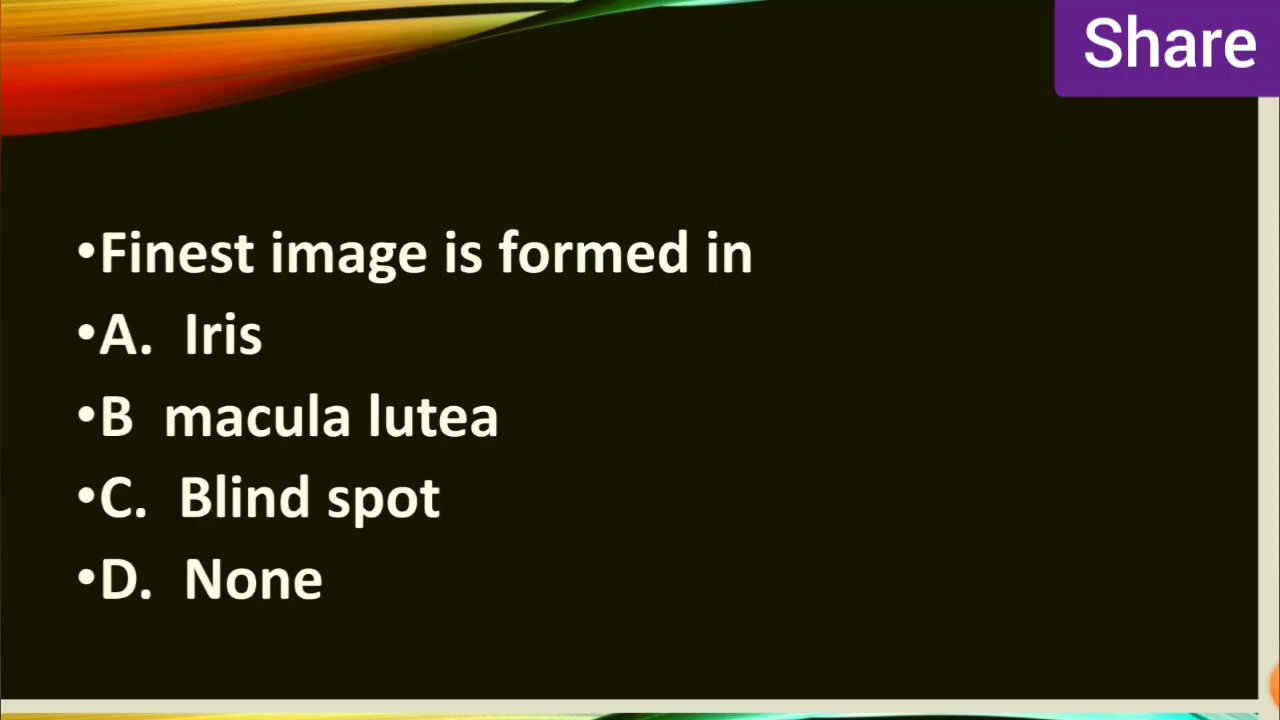 Share
•Finest image is formed in
•A.  Iris
•B  macula lutea
•C.  Blind spot
•D.  None